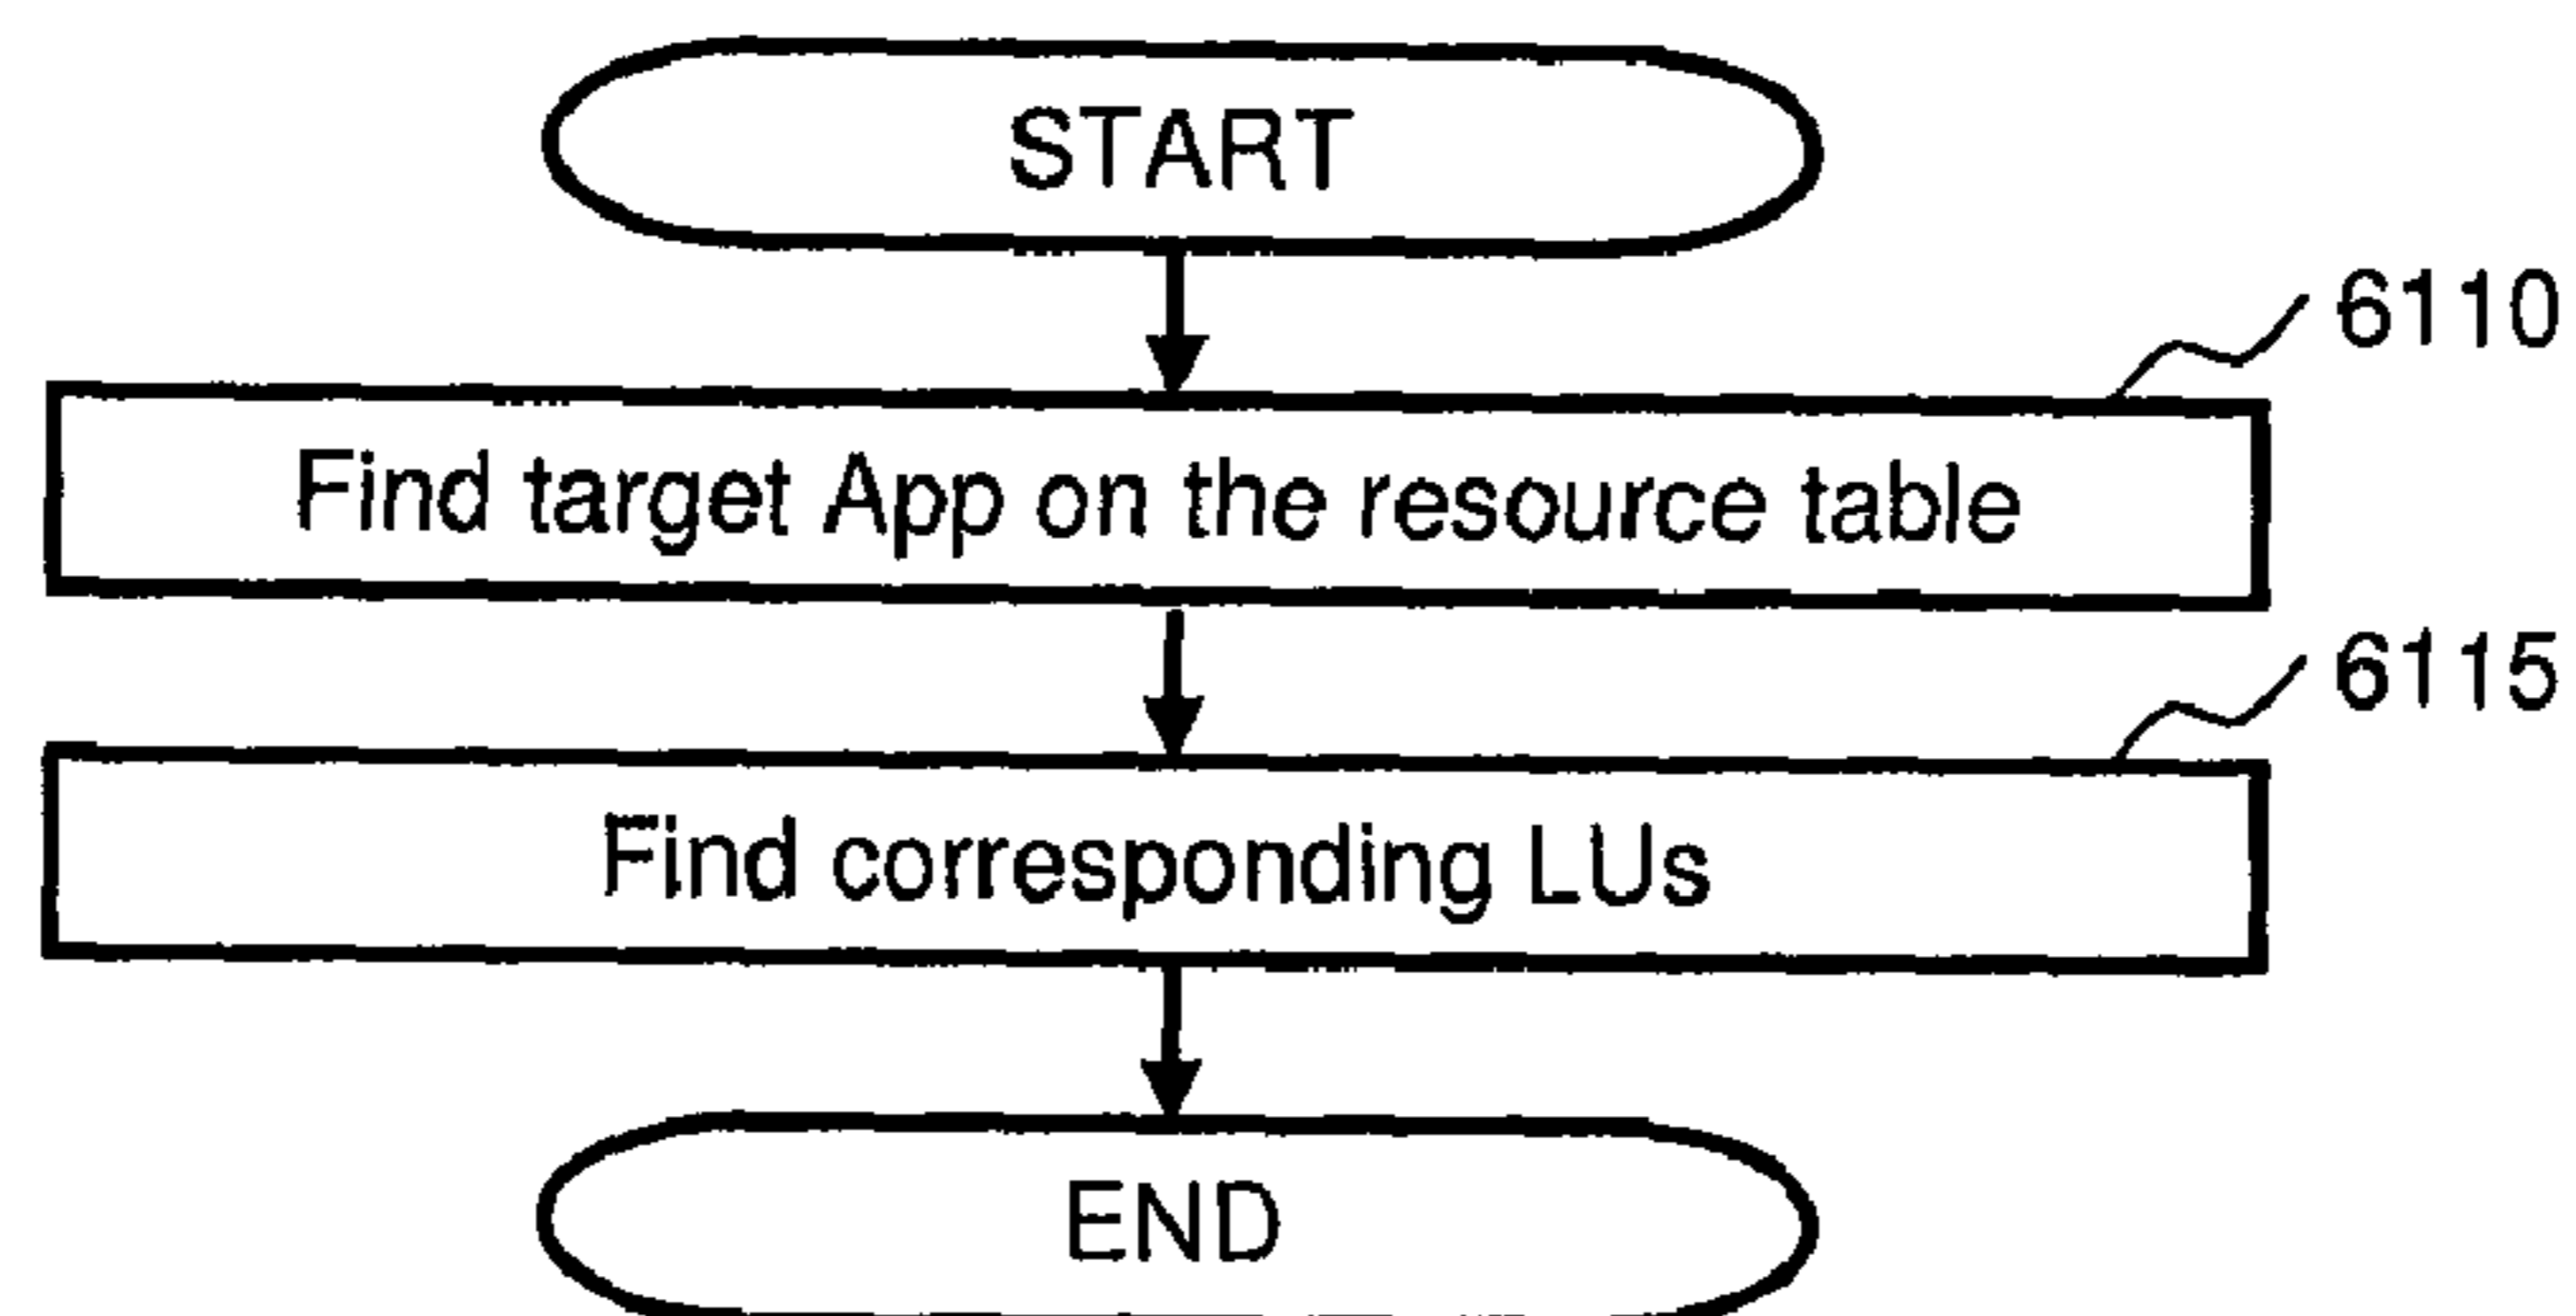 START
6110
Find target App on the resource table
6115
Find corresponding LUs
END